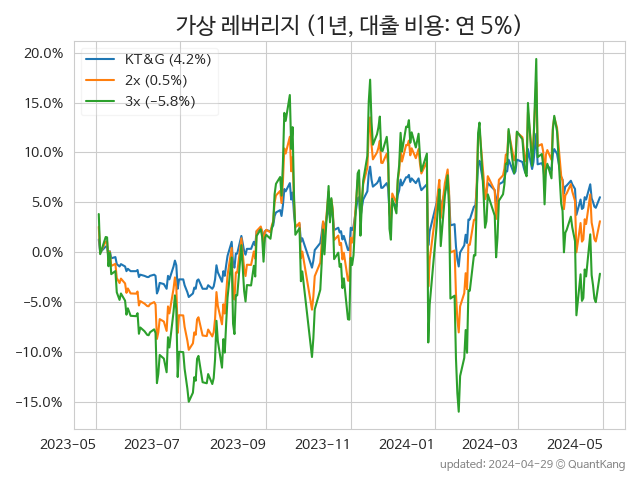 가상 레버리지 (1년, 대출 비용: 연 5%)
KT&G (4.2%)
2x (0.5%)
3x (−5.8%)
20.0%
15.0%
10.0%
5.0%
0.0%
−5.0%
−10.0%
−15.0%
2023-05 2023-07 2023-09 2023-11 2024-01 2024-03 2024-05
updated: 2024-04-29 ⓒ QuantKang